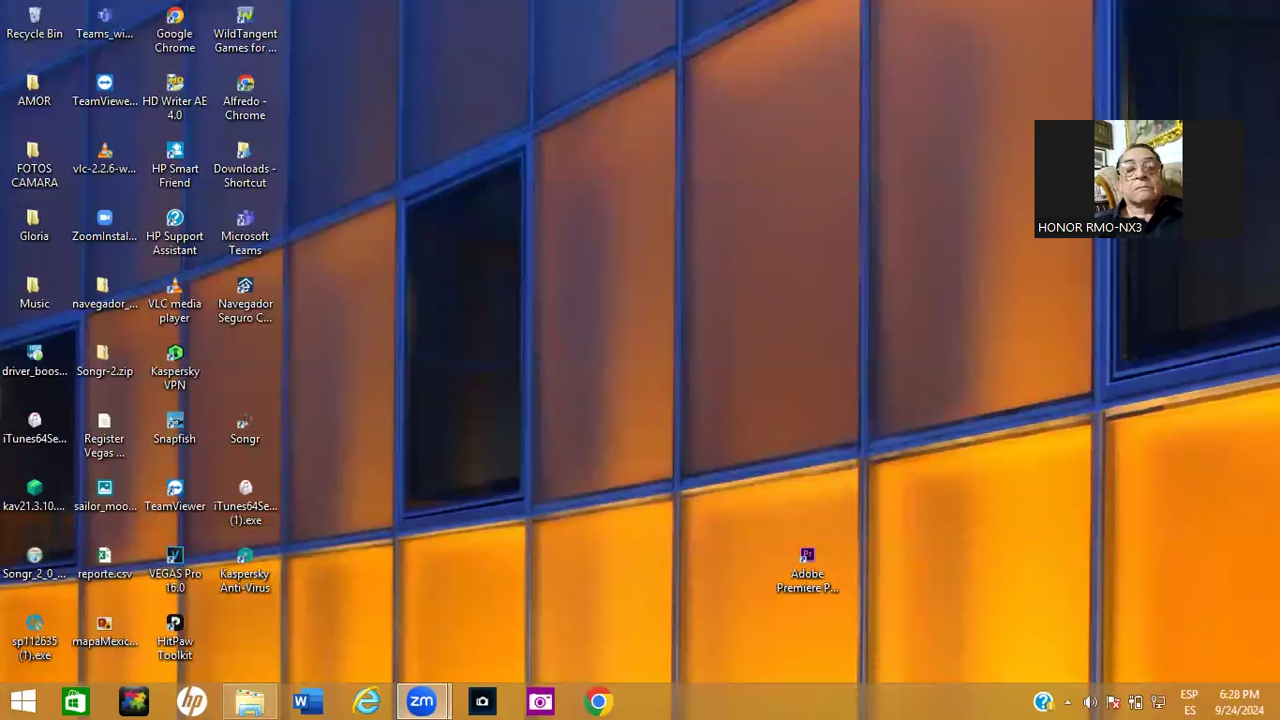 Recycle Bin
Teams_wi...
Google
Chrome
WildTangent
Games for ...
AMOR
TeamViewe...
HD Writer AE
4.0
Alfredo -
Chrome
FOTOS
CAMARA
vlc-2.2.6-w...
HP Smart
Friend
Downloads -
Shortcut
Gloria
ZoomInstal...
HP Support
Assistant
Microsoft
Teams
Music
navegador_...
VLC media
player
Navegador
Seguro C...
driver_boos...
Songr-2.zip
Kaspersky
VPN
iTunes64Se...
Register
Vegas ...
Snapfish
Songr
kav21.3.10....
sailor_moo...
TeamViewer
iTunes64Se...
(1).exe
Songr_2_0_...
reporte.csv
VEGAS Pro
16.0
Kaspersky
Anti-Virus
sp112635
(1).exe
mapaMexic...
HitPaw
Toolkit
Pr
Adobe
Premiere P...
HONOR RMO-NX3
hp
W
zm
ESP
ES
6:28 PM
9/24/2024